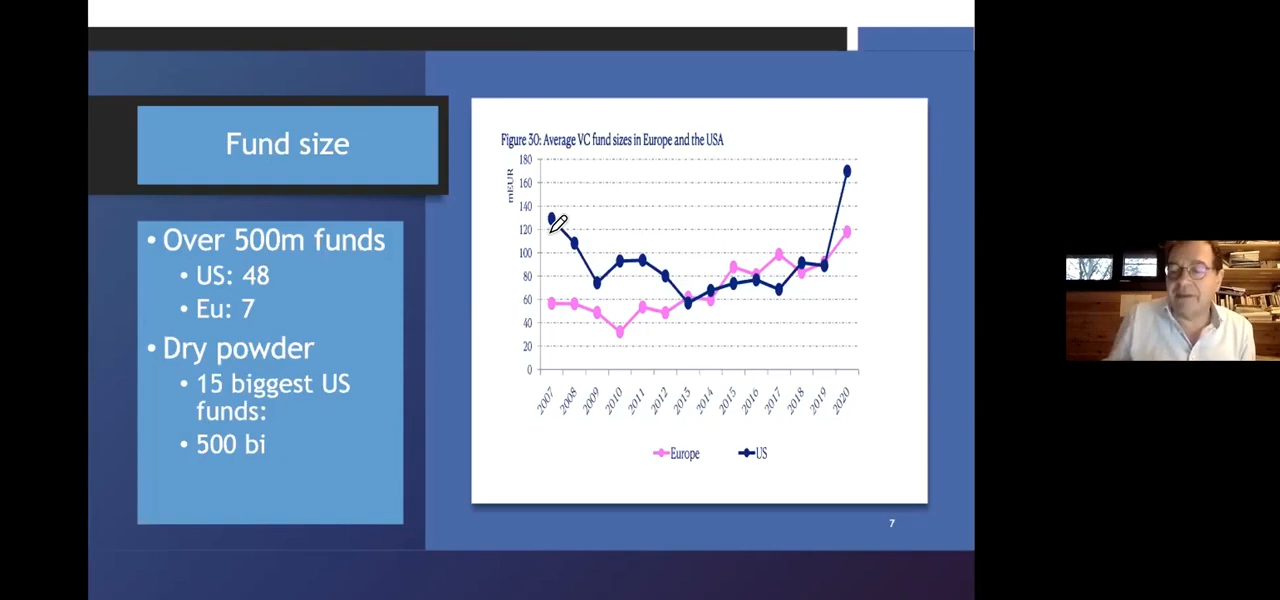 Fund size
• Over 500m funds
• US: 48
• Eu: 7
• Dry powder
• 15 biggest US
funds:
• 500 bi
Figure 30: Average VC fund sizes in Europe and the USA
mEUR
180
160
140
120
100
80
60
40
20
0
2007 2008 2009 2010 2011 2012 2013 2014 2015 2016 2017 2018 2019 2020
Europe US
7